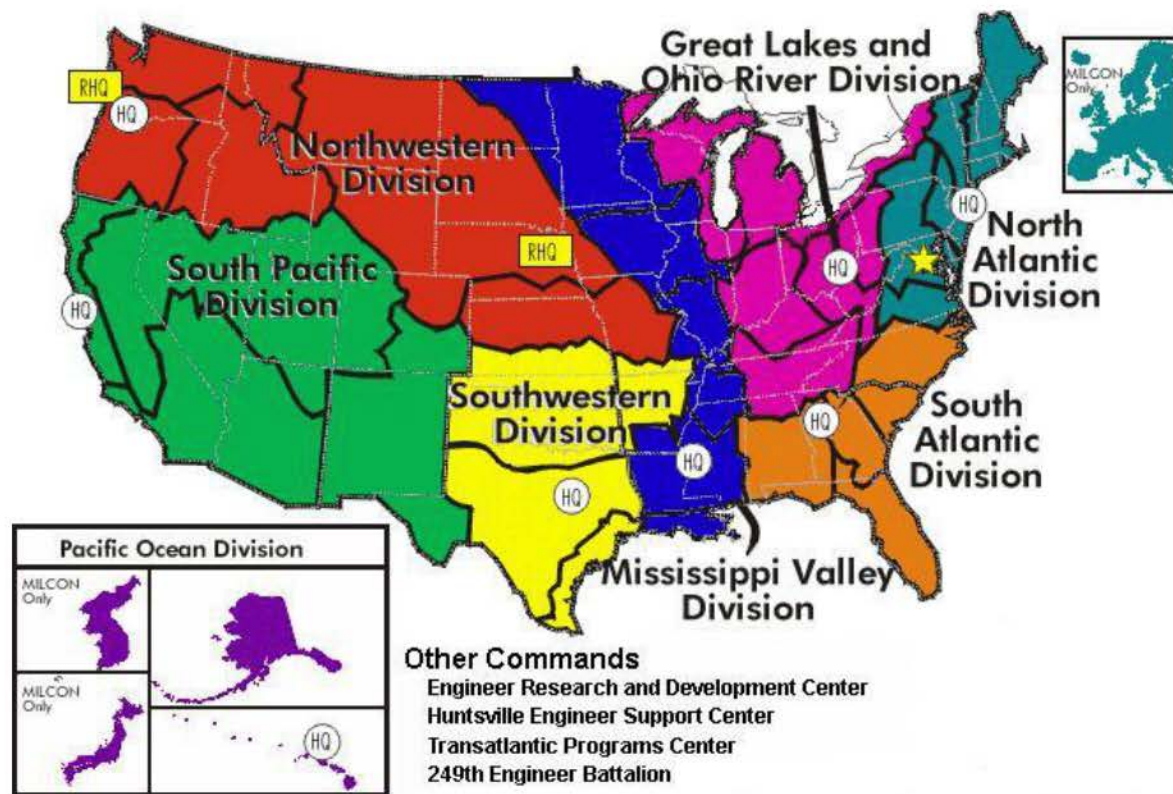 Great Lakes and
Ohio River Division
MILCON
Only
RHQ
HQ
Northwestern
Division
HQ
North
Atlantic
Division
RHQ
HQ
South Pacific
Division
HQ
Southwestern
Division
HQ
South
Atlantic
Division
HQ
HQ
Mississippi Valley
Division
Pacific Ocean Division
MILCON
Only
MILCON
Only
HQ
Other Commands
Engineer Research and Development Center
Huntsville Engineer Support Center
Transatlantic Programs Center
249th Engineer Battalion